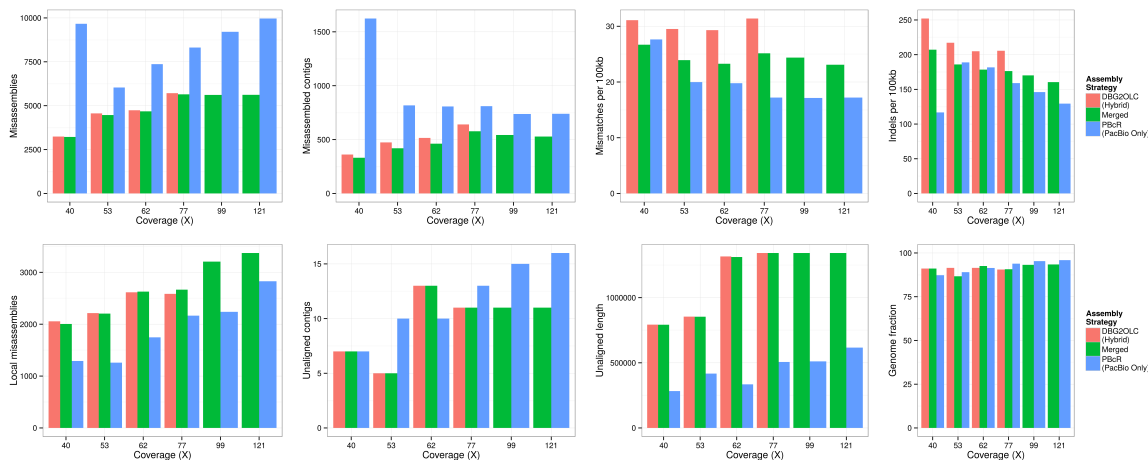 Misassemblies
10000
7500
5000
2500
0
40 53 62 77 99 121
Coverage (X)
Misassembled contigs
1500
1000
500
0
40 53 62 77 99 121
Coverage (X)
Mismatches per 100kb
30
20
10
0
40 53 62 77 99 121
Coverage (X)
Indels per 100kb
250
200
150
100
50
0
40 53 62 77 99 121
Coverage (X)
Assembly
Strategy
DBG2OLC
(Hybrid)
Merged
PBcR
(PacBio Only)
Local misassemblies
3000
2000
1000
0
40 53 62 77 99 121
Coverage (X)
Unaligned contigs
15
10
5
0
40 53 62 77 99 121
Coverage (X)
Unaligned length
1000000
500000
0
40 53 62 77 99 121
Coverage (X)
Genome fraction
100
75
50
25
0
40 53 62 77 99 121
Coverage (X)
Assembly
Strategy
DBG2OLC
(Hybrid)
Merged
PBcR
(PacBio Only)